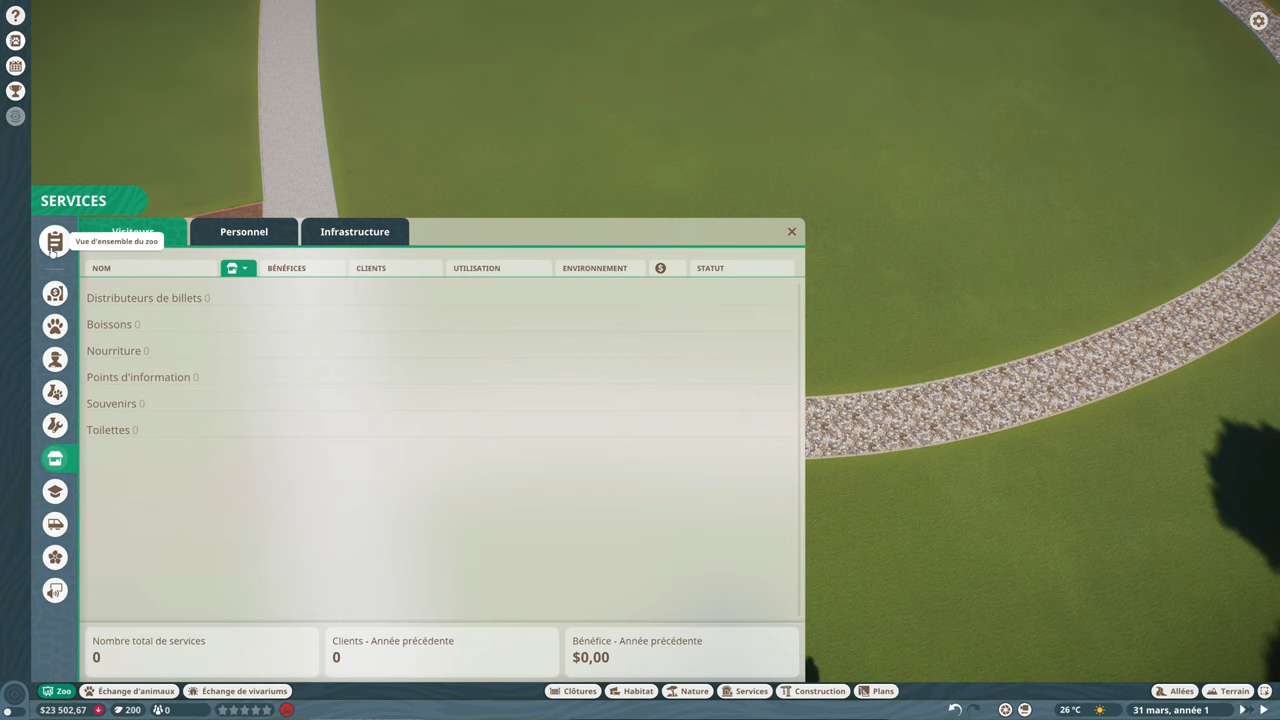 SERVICES
Visiteurs
Personnel
Infrastructure
Vue d'ensemble du zoo
NOM
BÉNÉFICES
CLIENTS
UTILISATION
ENVIRONNEMENT
STATUT
Distributeurs de billets 0
Boissons 0
Nourriture 0
Points d'information 0
Souvenirs 0
Toilettes 0
Nombre total de services
0
Clients - Année précédente
0
Bénéfice - Année précédente
$0,00
Zoo
Échange d'animaux
Échange de vivariums
Clôtures
Habitat
Nature
Services
Construction
Plans
Allées
Terrain
$23 502,67
200
0
26 °C
31 mars, année 1